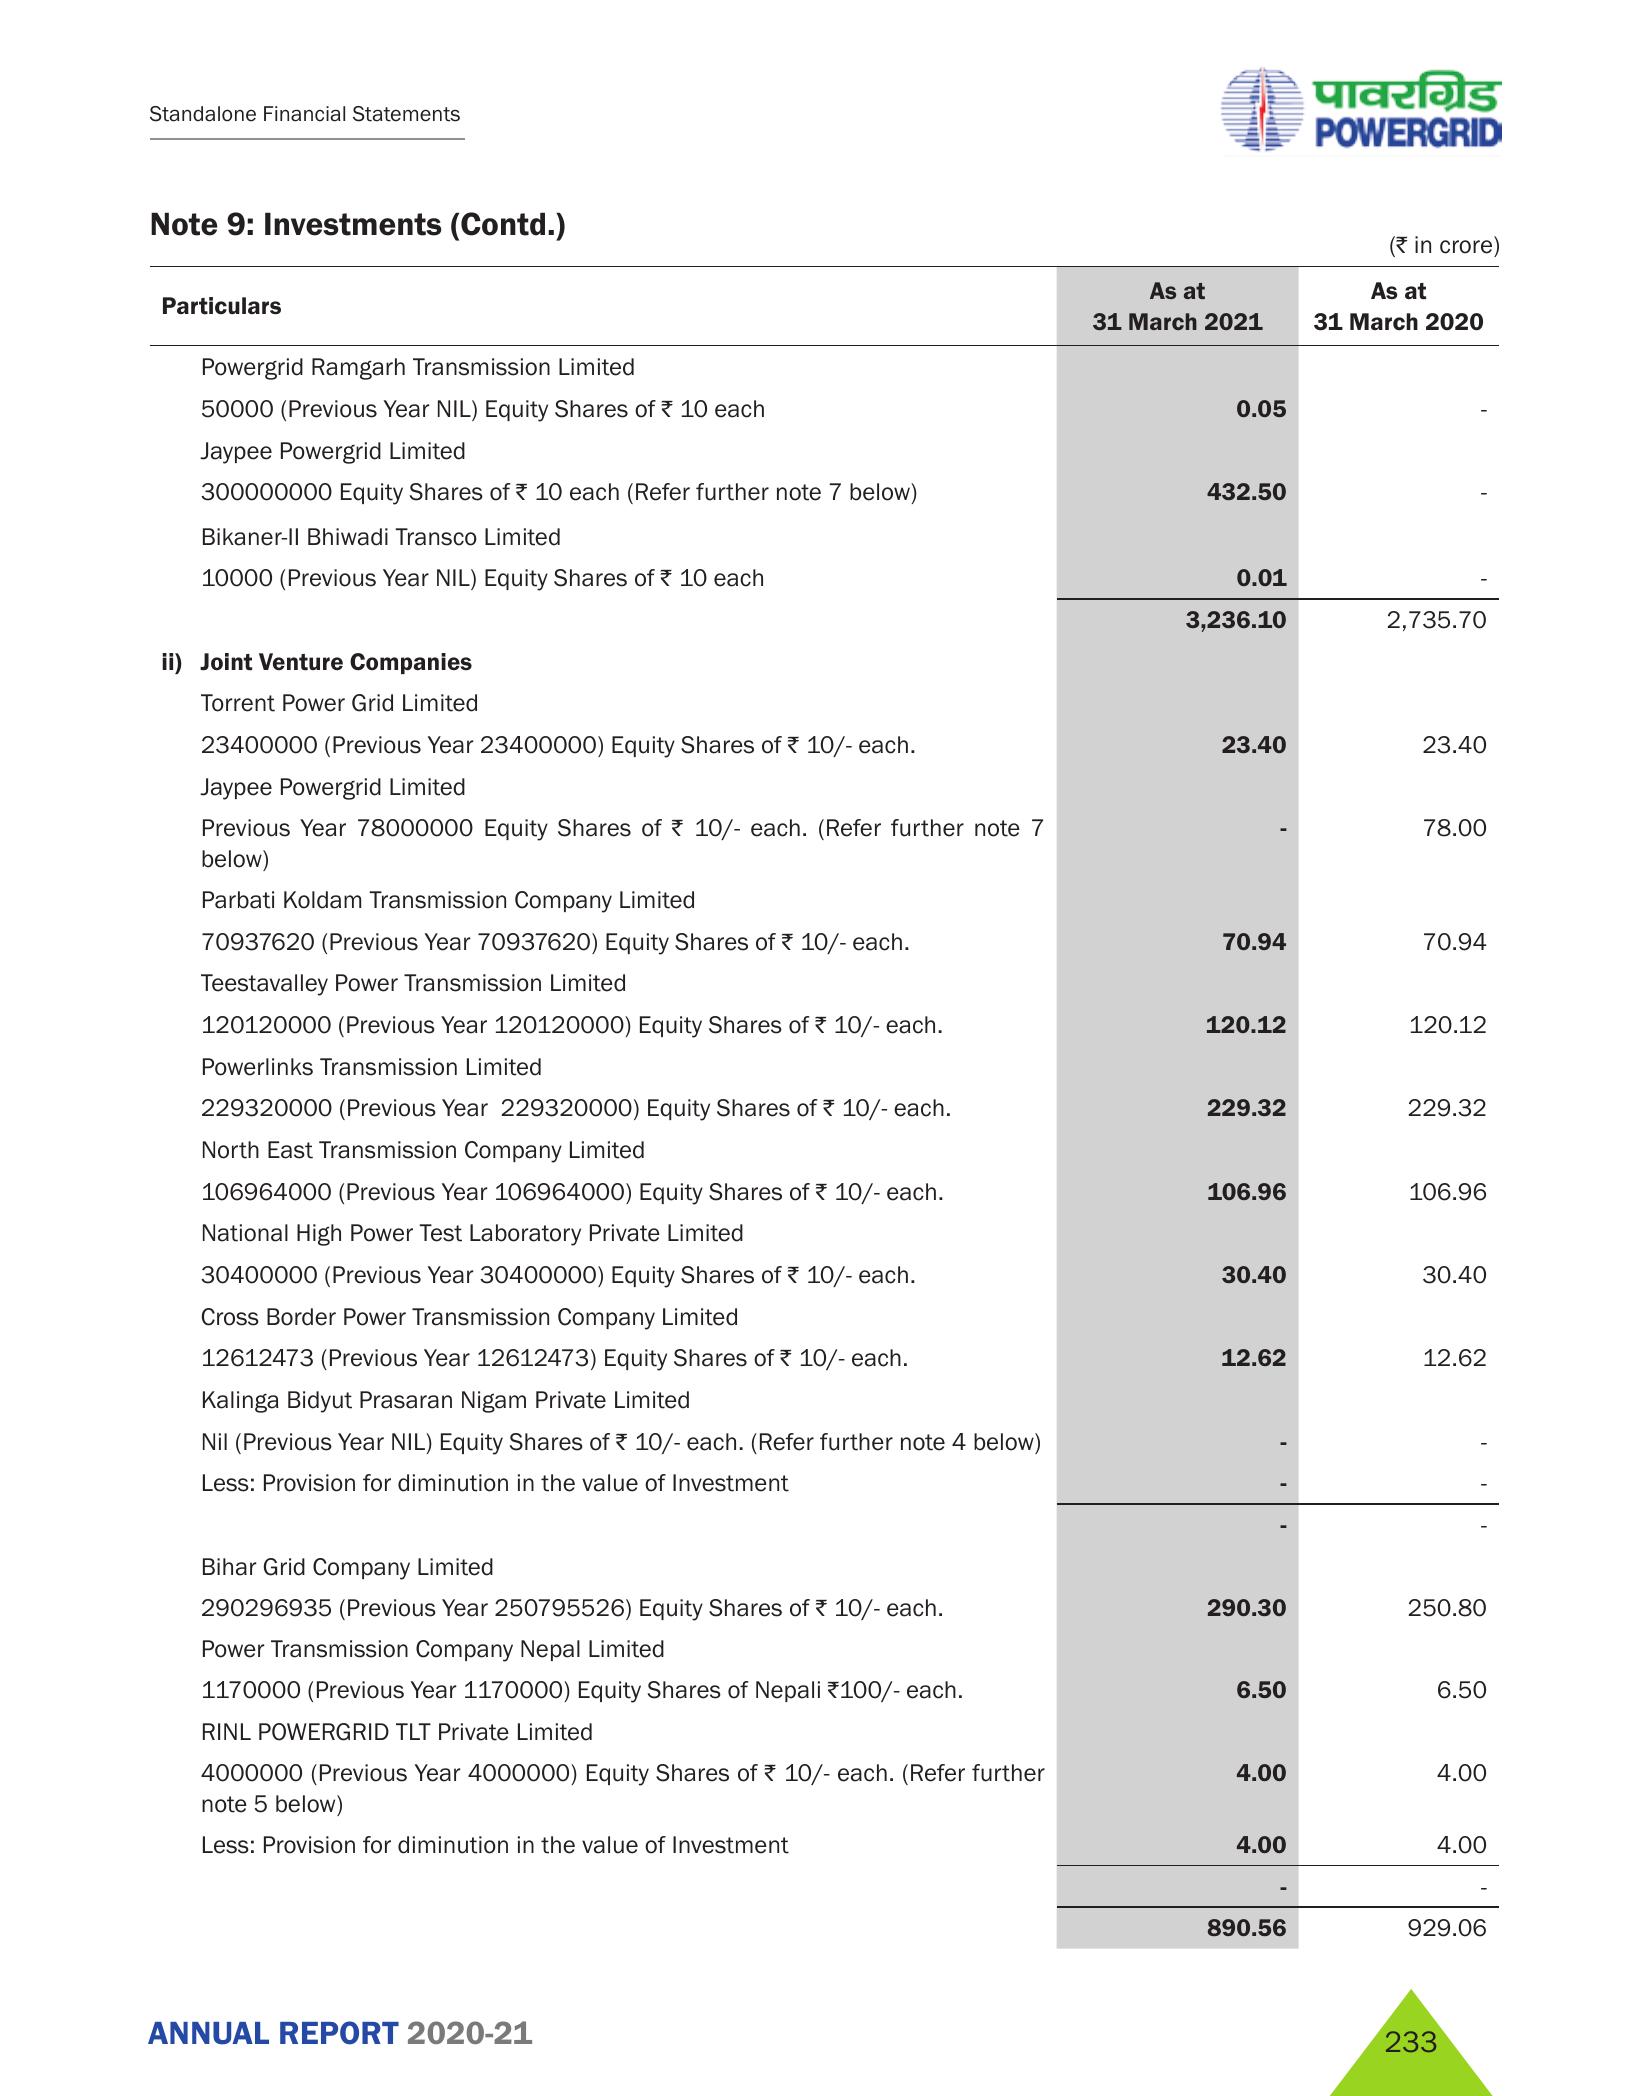 Standalone Financial Statements
पावरग्रिड
POWERGRID
Note 9: Investments (Contd.)
(₹ in crore)
Particulars As at 31 March 2021 As at 31 March 2020
Powergrid Ramgarh Transmission Limited
50000 (Previous Year NIL) Equity Shares of ₹ 10 each 0.05 -
Jaypee Powergrid Limited
300000000 Equity Shares of ₹ 10 each (Refer further note 7 below) 432.50 -
Bikaner-II Bhiwadi Transco Limited
10000 (Previous Year NIL) Equity Shares of ₹ 10 each 0.01 -
3,236.10 2,735.70
ii) Joint Venture Companies
Torrent Power Grid Limited
23400000 (Previous Year 23400000) Equity Shares of ₹ 10/- each. 23.40 23.40
Jaypee Powergrid Limited
Previous Year 78000000 Equity Shares of ₹ 10/- each. (Refer further note 7 - 78.00
below)
Parbati Koldam Transmission Company Limited
70937620 (Previous Year 70937620) Equity Shares of ₹ 10/- each. 70.94 70.94
Teestavalley Power Transmission Limited
120120000 (Previous Year 120120000) Equity Shares of ₹ 10/- each. 120.12 120.12
Powerlinks Transmission Limited
229320000 (Previous Year 229320000) Equity Shares of ₹ 10/- each. 229.32 229.32
North East Transmission Company Limited
106964000 (Previous Year 106964000) Equity Shares of ₹ 10/- each. 106.96 106.96
National High Power Test Laboratory Private Limited
30400000 (Previous Year 30400000) Equity Shares of ₹ 10/- each. 30.40 30.40
Cross Border Power Transmission Company Limited
12612473 (Previous Year 12612473) Equity Shares of ₹ 10/- each. 12.62 12.62
Kalinga Bidyut Prasaran Nigam Private Limited
Nil (Previous Year NIL) Equity Shares of ₹ 10/- each. (Refer further note 4 below) - -
Less: Provision for diminution in the value of Investment - -
- -
Bihar Grid Company Limited
290296935 (Previous Year 250795526) Equity Shares of ₹ 10/- each. 290.30 250.80
Power Transmission Company Nepal Limited
1170000 (Previous Year 1170000) Equity Shares of Nepali ₹100/- each. 6.50 6.50
RINL POWERGRID TLT Private Limited
4000000 (Previous Year 4000000) Equity Shares of ₹ 10/- each. (Refer further 4.00 4.00
note 5 below)
Less: Provision for diminution in the value of Investment 4.00 4.00
- -
890.56 929.06
ANNUAL REPORT 2020-21
233